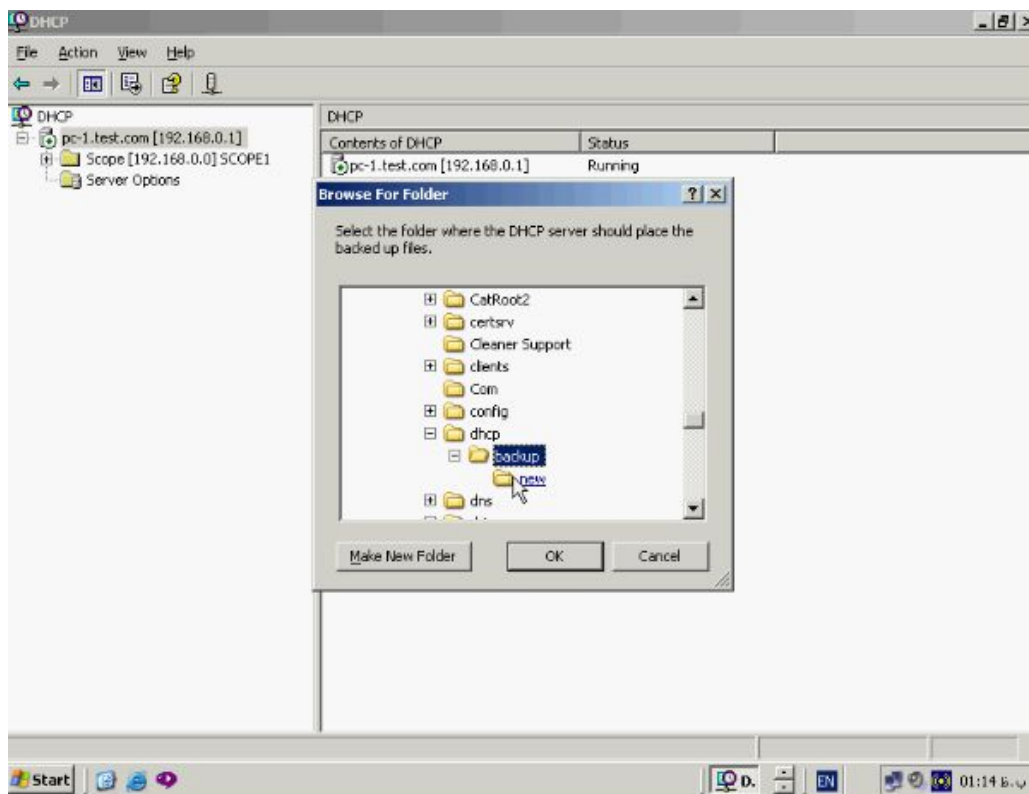 DHCP
File Action View Help
DHCP
pc-1.test.com [192.168.0.1]
Scope [192.168.0.0] SCOPE1
Server Options
DHCP
Contents of DHCP Status
pc-1.test.com [192.168.0.1] Running
Browse For Folder
Select the folder where the DHCP server should place the
backed up files.
CatRoot2
certsrv
Cleaner Support
clients
Com
config
dhcp
backup
new
dns
Make New Folder OK Cancel
Start D. EN 01:14 ب.ظ